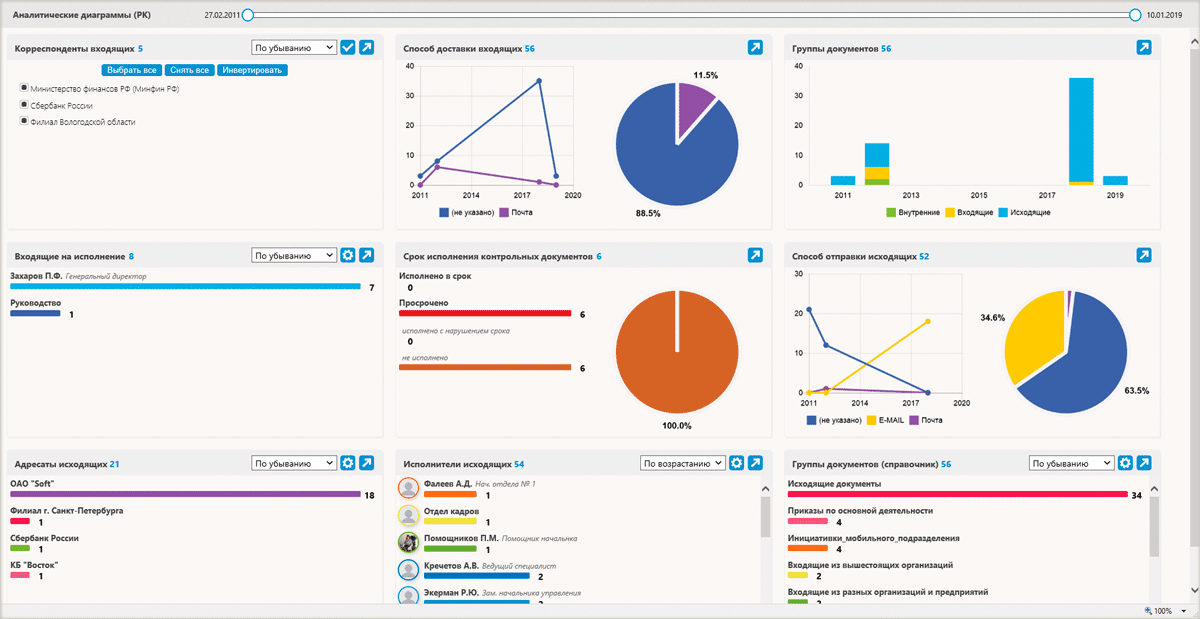 Аналитические диаграммы (РК)
27.02.2011
10.01.2019
Корреспонденты входящих 5
По убыванию
Выбрать все
Снять все
Инвертировать
Министерство финансов РФ (Минфин РФ)
Сбербанк России
Филиал Вологодской области
Способ доставки входящих 56
40
30
20
10
0
2011
2014
2017
2020
(не указано)
Почта
11.5%
88.5%
Группы документов 56
40
30
20
10
0
2011
2013
2015
2017
2019
Внутренние
Входящие
Исходящие
Входящие на исполнение 8
По убыванию
Захаров П.Ф. Генеральный директор
7
Руководство
1
Срок исполнения контрольных документов 6
Исполнено в срок
0
Просрочено
6
исполнено с нарушением срока
0
не исполнено
6
100.0%
Способ отправки исходящих 52
30
20
10
0
2011
2014
2017
2020
(не указано)
E-MAIL
Почта
34.6%
63.5%
Адресаты исходящих 21
По убыванию
ОАО "Soft"
18
Филиал г. Санкт-Петербурга
1
Сбербанк России
1
КБ "Восток"
1
Исполнители исходящих 54
По возрастанию
Фалеев А.Д. Нач. отдела № 1
1
Отдел кадров
1
Помощников П.М. Помощник начальнка
1
Кречетов А.В. Ведущий специалист
2
Экерман Р.Ю. Зам. начальника управления
2
Группы документов (справочник) 56
По убыванию
Исходящие документы
34
Приказы по основной деятельности
4
Инициативки_мобильного_подразделения
4
Входящие из вышестоящих организаций
2
Входящие из разных организаций и предприятий
2
100%